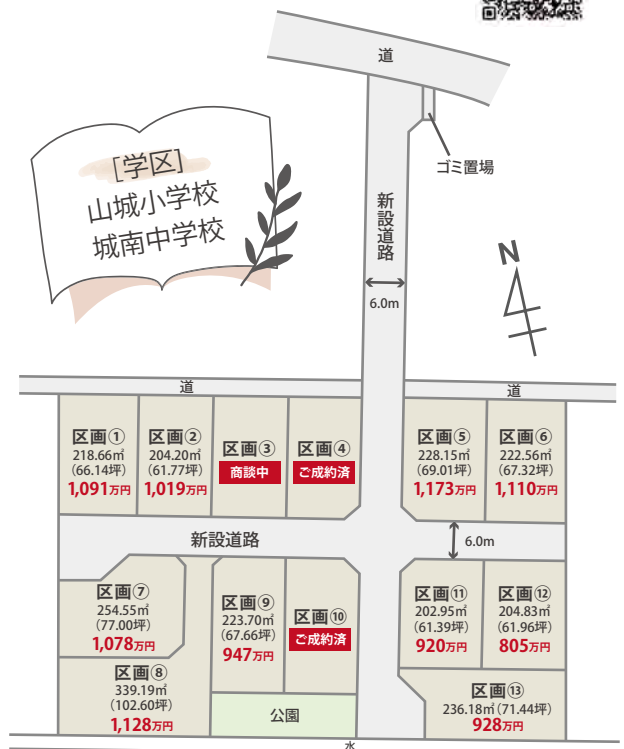 道
ゴミ置場
[学区]
山城小学校
城南中学校
新設道路
6.0m
N
道
道
区画①
218.66㎡
(66.14坪)
1,091万円
区画②
204.20㎡
(61.77坪)
1,019万円
区画③
商談中
区画④
ご成約済
区画⑤
228.15㎡
(69.01坪)
1,173万円
区画⑥
222.56㎡
(67.32坪)
1,110万円
新設道路
6.0m
区画⑦
254.55㎡
(77.00坪)
1,078万円
区画⑧
339.19㎡
(102.60坪)
1,128万円
区画⑨
223.70㎡
(67.66坪)
947万円
区画⑩
ご成約済
区画⑪
202.95㎡
(61.39坪)
920万円
区画⑫
204.83㎡
(61.96坪)
805万円
区画⑬
236.18㎡(71.44坪)
928万円
公園
水